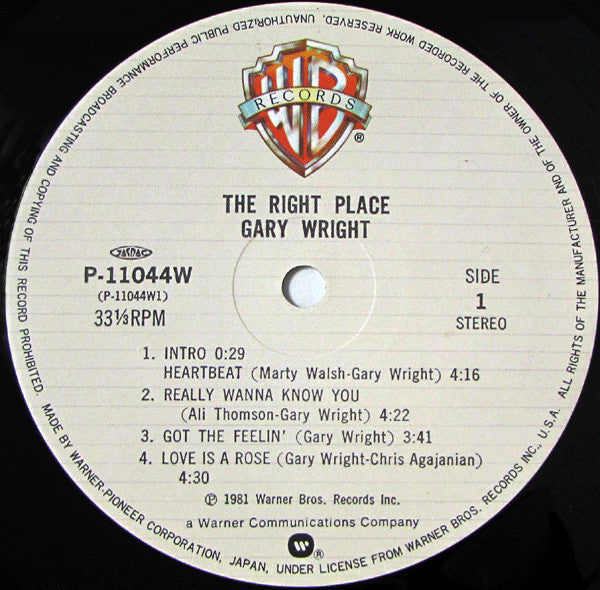 WB
RECORDS
®
THE RIGHT PLACE
GARY WRIGHT
JASRAC
P-11044W
(P-11044W1)
33⅓RPM
SIDE
1
STEREO
1. INTRO 0:29
HEARTBEAT (Marty Walsh-Gary Wright) 4:16
2. REALLY WANNA KNOW YOU
(Ali Thomson-Gary Wright) 4:22
3. GOT THE FEELIN' (Gary Wright) 3:41
4. LOVE IS A ROSE (Gary Wright-Chris Agajanian)
4:30
℗ 1981 Warner Bros. Records Inc.
a Warner Communications Company
®
MADE BY WARNER-PIONEER CORPORATION, JAPAN, UNDER LICENSE FROM WARNER BROS. RECORDS INC., U.S.A. ALL RIGHTS OF THE MANUFACTURER AND OF THE OWNER OF THE RECORDED WORK RESERVED. UNAUTHORIZED PUBLIC PERFORMANCE BROADCASTING AND COPYING OF THIS RECORD PROHIBITED.